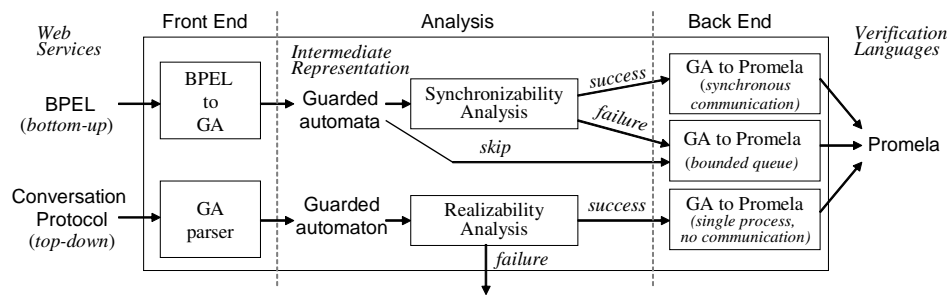 Front End
Analysis
Back End
Web
Services
Intermediate
Representation
Verification
Languages
BPEL
(bottom-up)
BPEL
to
GA
Guarded
automata
Synchronizability
Analysis
success
failure
skip
GA to Promela
(synchronous
communication)
GA to Promela
(bounded queue)
Promela
Conversation
Protocol
(top-down)
GA
parser
Guarded
automaton
Realizability
Analysis
success
failure
GA to Promela
(single process,
no communication)